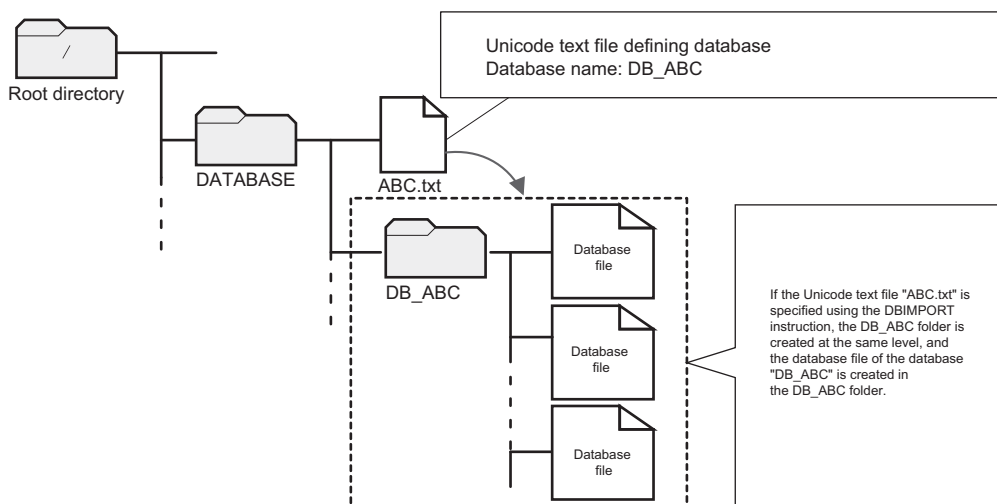 /
Root directory
Unicode text file defining database
Database name: DB_ABC
DATABASE
ABC.txt
DB_ABC
Database
file
Database
file
Database
file
If the Unicode text file "ABC.txt" is
specified using the DBIMPORT
instruction, the DB_ABC folder is
created at the same level, and
the database file of the database
"DB_ABC" is created in
the DB_ABC folder.